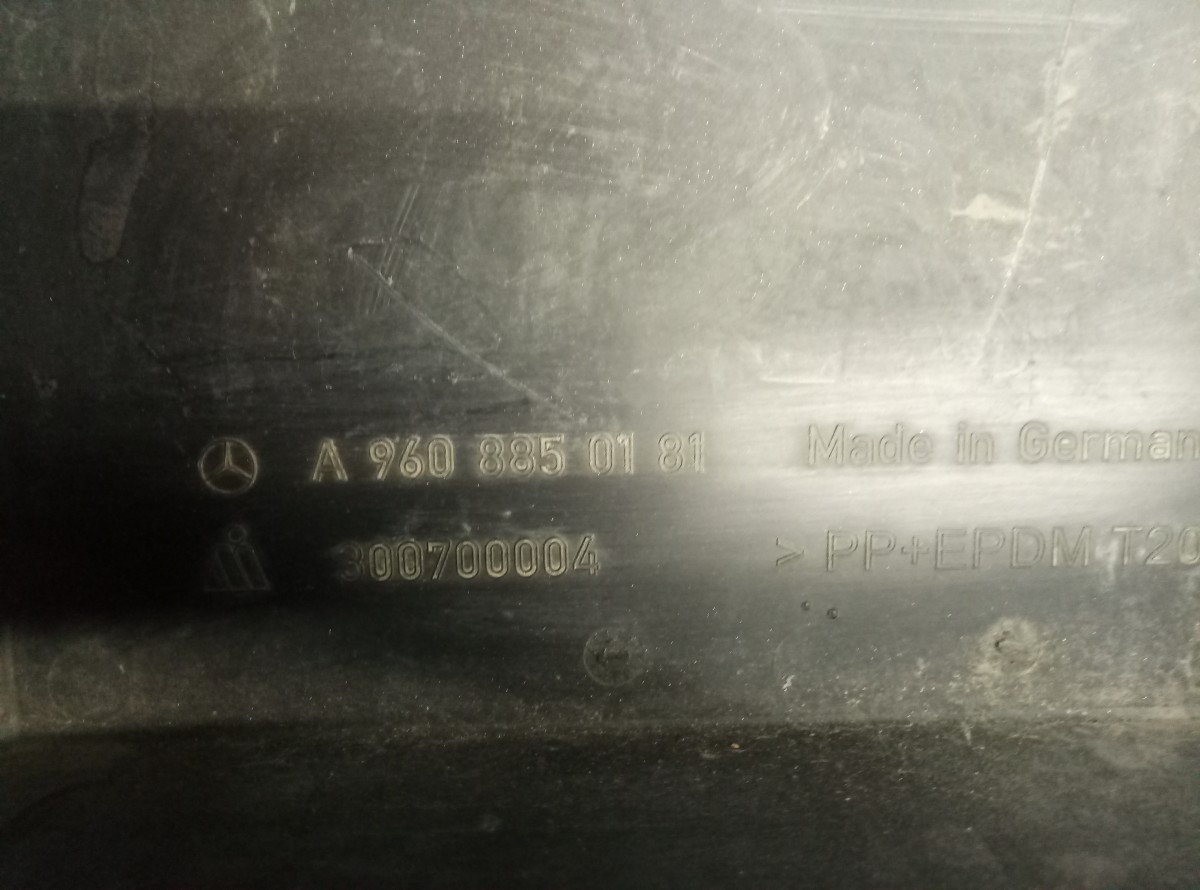 A 960 885 01 81 Made in German
300700004 > PP+EPDM T20